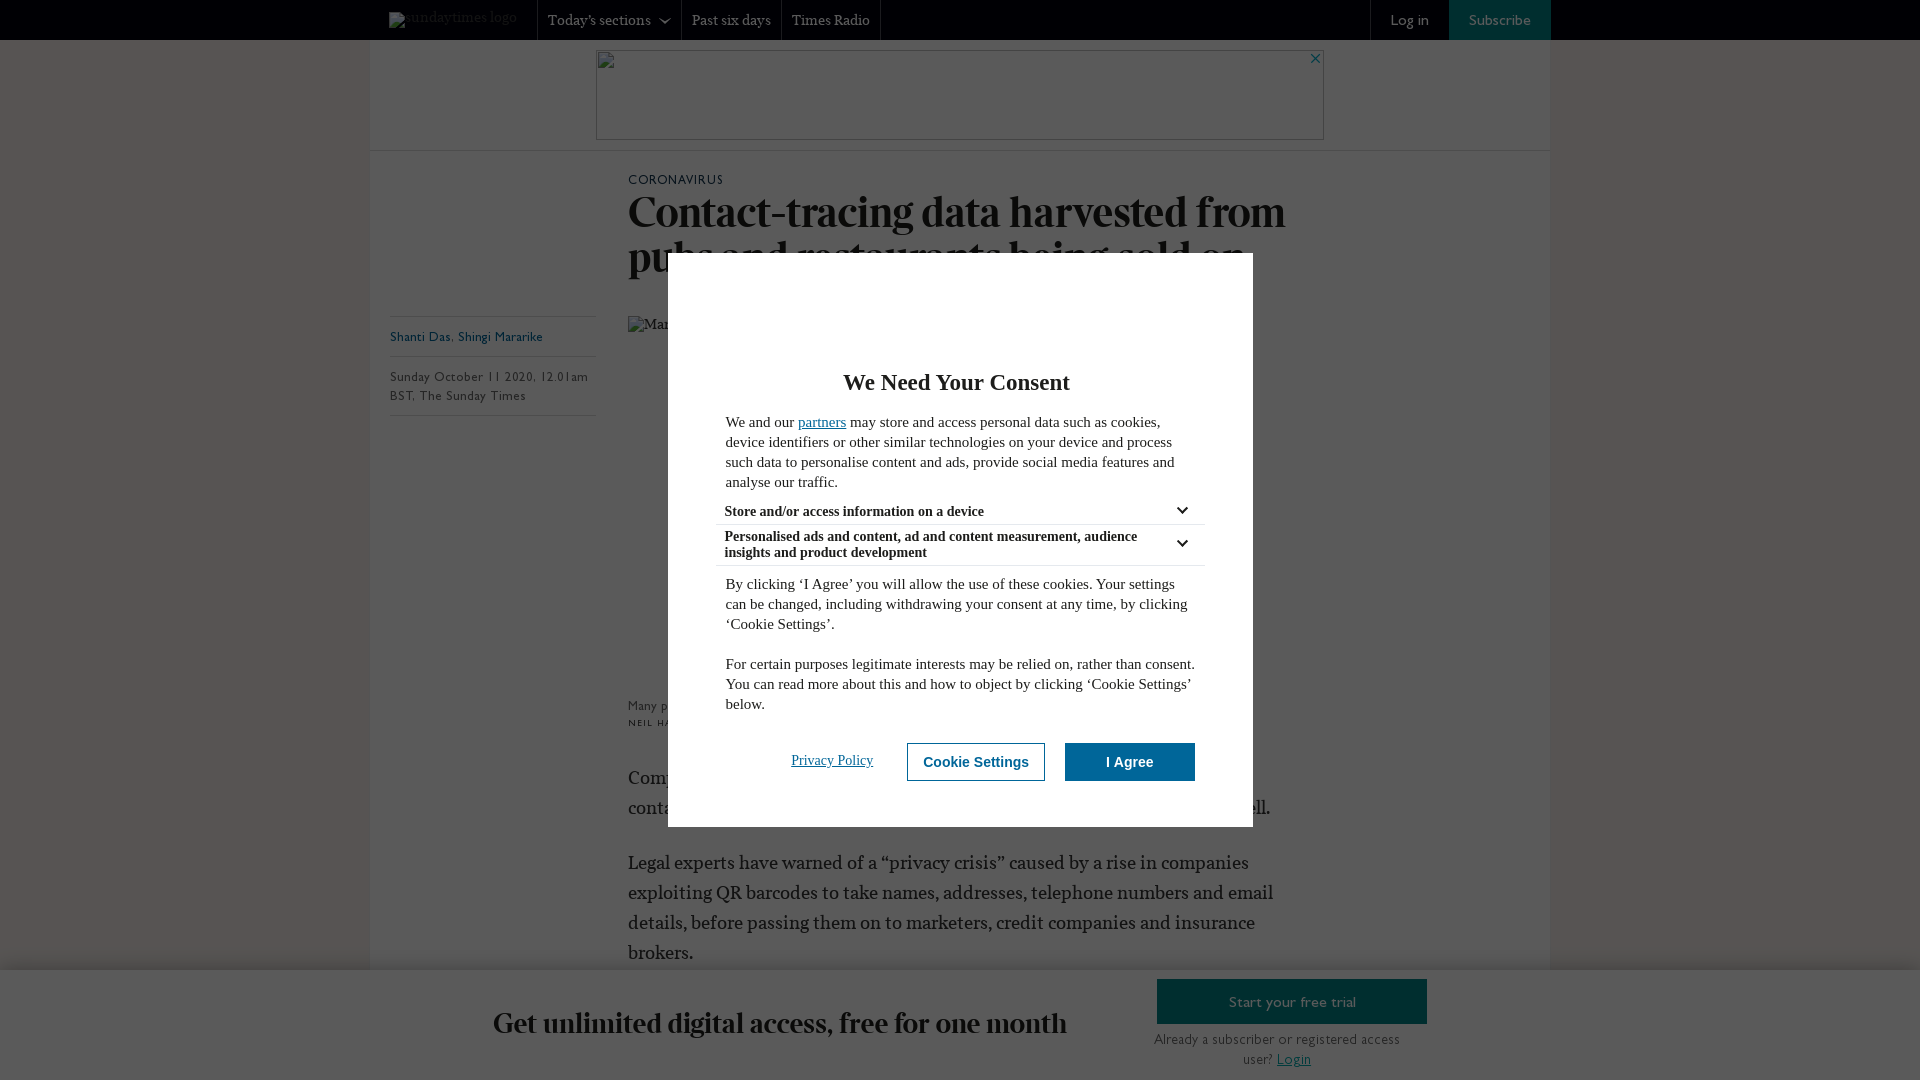 sundaytimes logo
Today's sections
Past six days
Times Radio
Log in
Subscribe
CORONAVIRUS
Contact-tracing data harvested from
pubs and restaurants being sold on
Shanti Das, Shingi Mararike
Sunday October 11 2020, 12.01am
BST, The Sunday Times
We Need Your Consent
We and our partners may store and access personal data such as cookies,
device identifiers or other similar technologies on your device and process
such data to personalise content and ads, provide social media features and
analyse our traffic.
Store and/or access information on a device
Personalised ads and content, ad and content measurement, audience
insights and product development
By clicking ‘I Agree’ you will allow the use of these cookies. Your settings
can be changed, including withdrawing your consent at any time, by clicking
‘Cookie Settings’.
For certain purposes legitimate interests may be relied on, rather than consent.
You can read more about this and how to object by clicking ‘Cookie Settings’
below.
Privacy Policy
Cookie Settings
I Agree
Many
NEIL
Legal experts have warned of a “privacy crisis” caused by a rise in companies
exploiting QR barcodes to take names, addresses, telephone numbers and email
details, before passing them on to marketers, credit companies and insurance
brokers.
Get unlimited digital access, free for one month
Start your free trial
Already a subscriber or registered access
user? Login